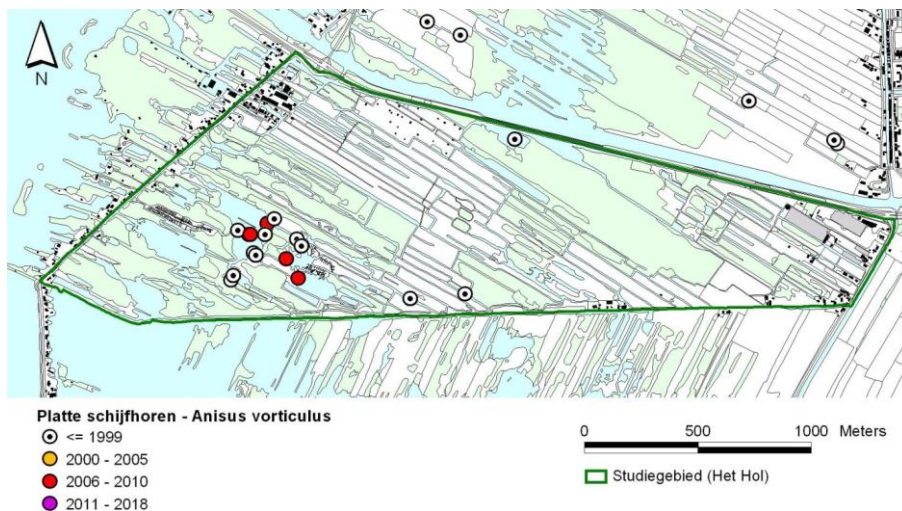 N
Platte schijfhoren - Anisus vorticulus
<= 1999
2000 - 2005
2006 - 2010
2011 - 2018
0 500 1000 Meters
Studiegebied (Het Hol)